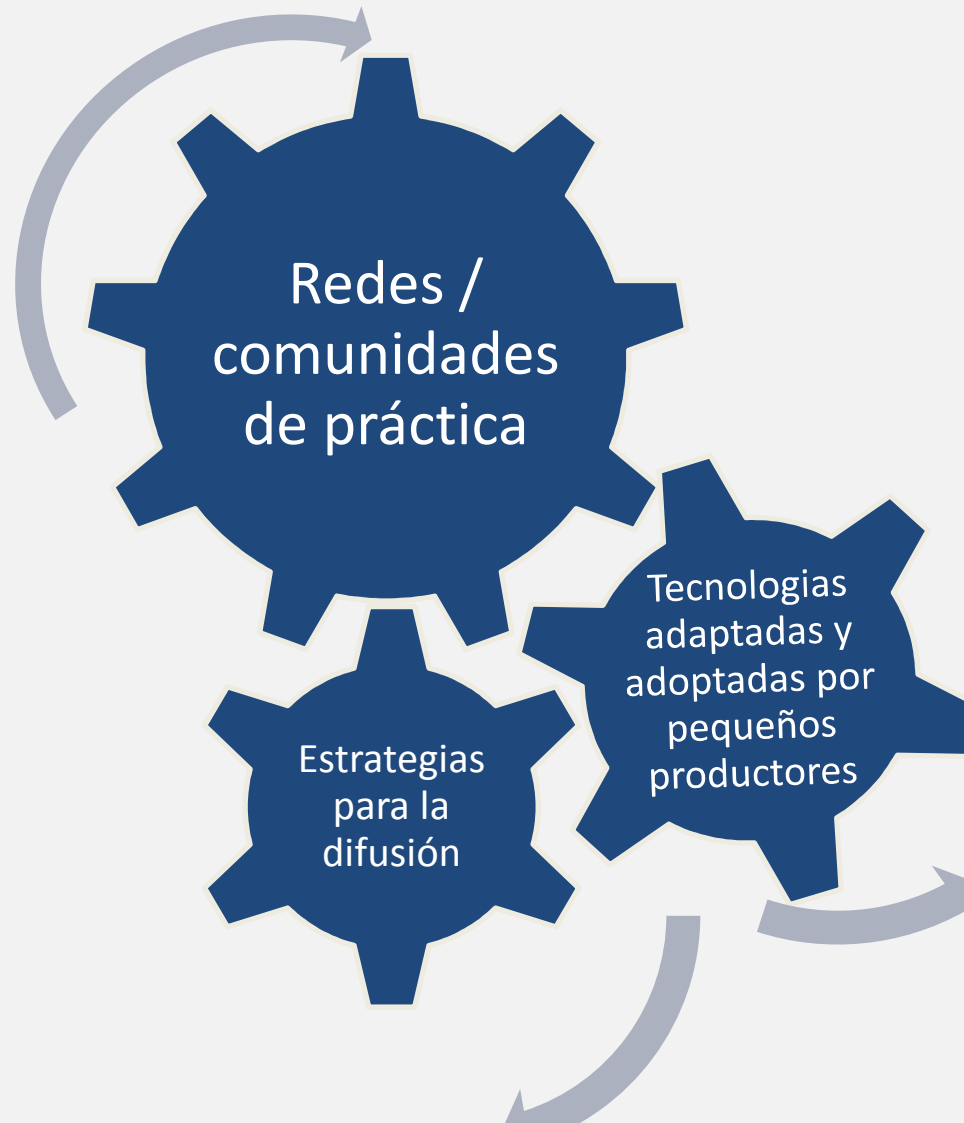 Redes /
comunidades
de práctica
Tecnologias
adaptadas y
adoptadas por
pequeños
productores
Estrategias
para la
difusión